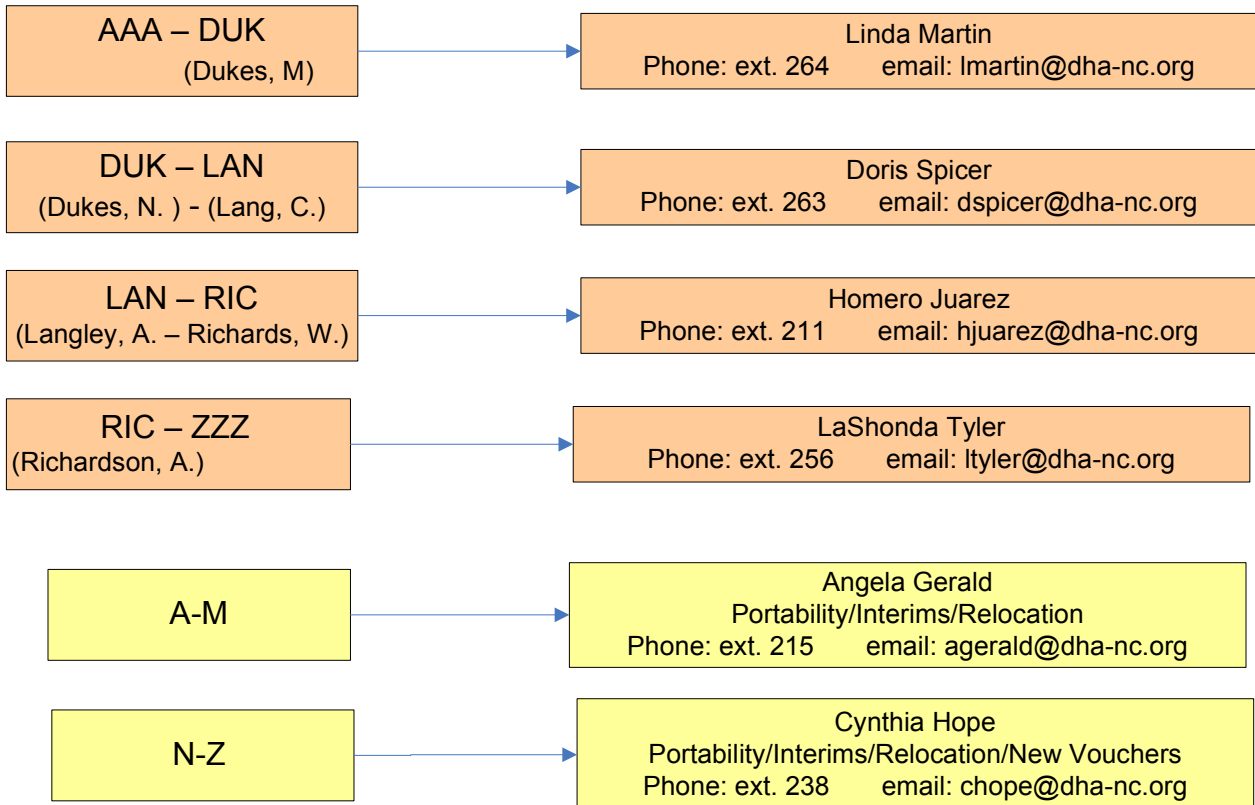 AAA – DUK
(Dukes, M)
Linda Martin
Phone: ext. 264 email: lmartin@dha-nc.org
DUK – LAN
(Dukes, N. ) - (Lang, C.)
Doris Spicer
Phone: ext. 263 email: dspicer@dha-nc.org
LAN – RIC
(Langley, A. – Richards, W.)
Homero Juarez
Phone: ext. 211 email: hjuarez@dha-nc.org
RIC – ZZZ
(Richardson, A.)
LaShonda Tyler
Phone: ext. 256 email: ltyler@dha-nc.org
A-M
Angela Gerald
Portability/Interims/Relocation
Phone: ext. 215 email: agerald@dha-nc.org
N-Z
Cynthia Hope
Portability/Interims/Relocation/New Vouchers
Phone: ext. 238 email: chope@dha-nc.org